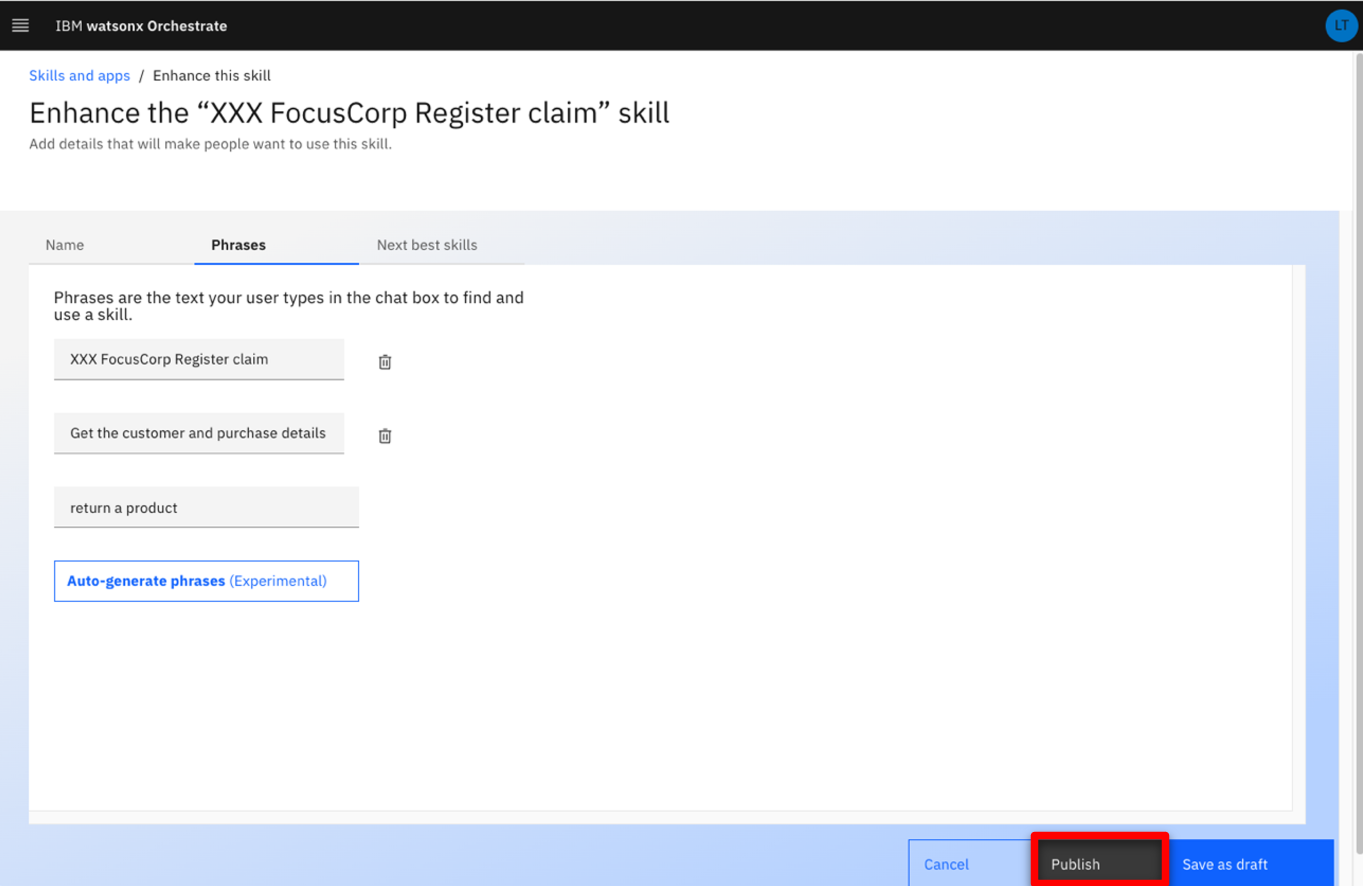 IBM watsonx Orchestrate
LT
Skills and apps / Enhance this skill
Enhance the “XXX FocusCorp Register claim” skill
Add details that will make people want to use this skill.
Name Phrases Next best skills
Phrases are the text your user types in the chat box to find and
use a skill.
XXX FocusCorp Register claim
Get the customer and purchase details
return a product
Auto-generate phrases (Experimental)
Cancel Publish Save as draft